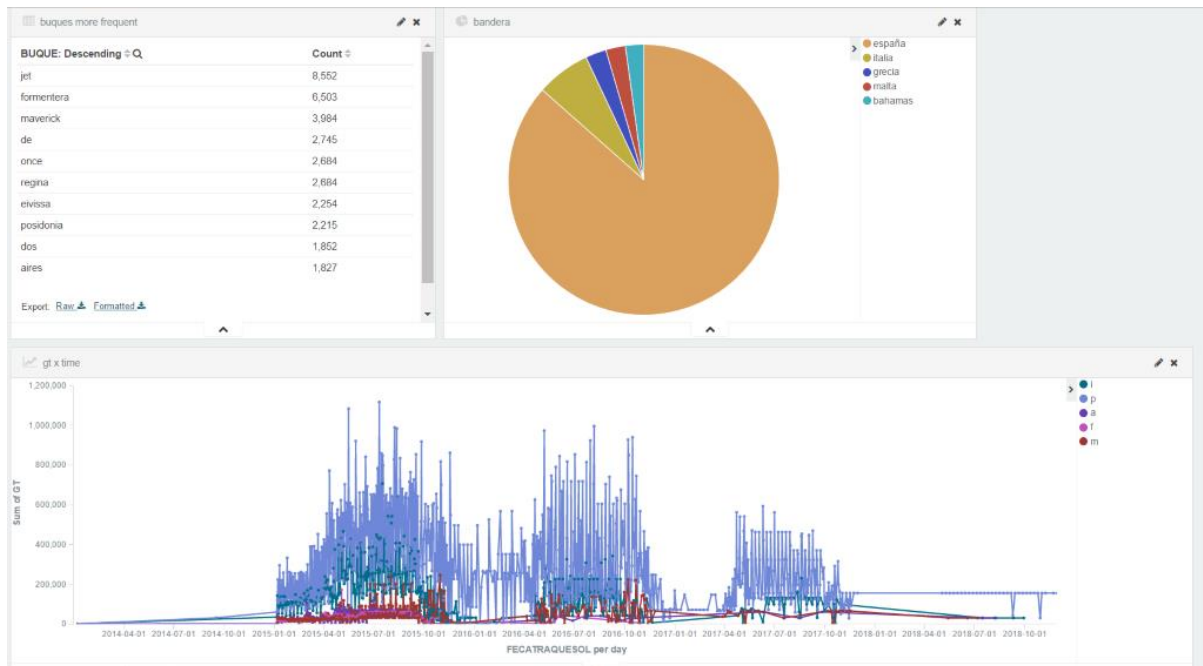 buques more frequent
BUQUE: Descending Count
jet 8,552
formentera 6,503
maverick 3,984
de 2,745
once 2,684
regina 2,684
eivissa 2,254
posidonia 2,215
dos 1,852
aires 1,827
Export: Raw Formatted
bandera
españa
italia
grecia
malta
bahamas
gt x time
1,200,000
1,000,000
800,000
600,000
400,000
200,000
0
Sum of GT
2014-04-01 2014-07-01 2014-10-01 2015-01-01 2015-04-01 2015-07-01 2015-10-01 2016-01-01 2016-04-01 2016-07-01 2016-10-01 2017-01-01 2017-04-01 2017-07-01 2017-10-01 2018-01-01 2018-04-01 2018-07-01 2018-10-01
FECATRAQUESOL per day
i
p
a
f
m